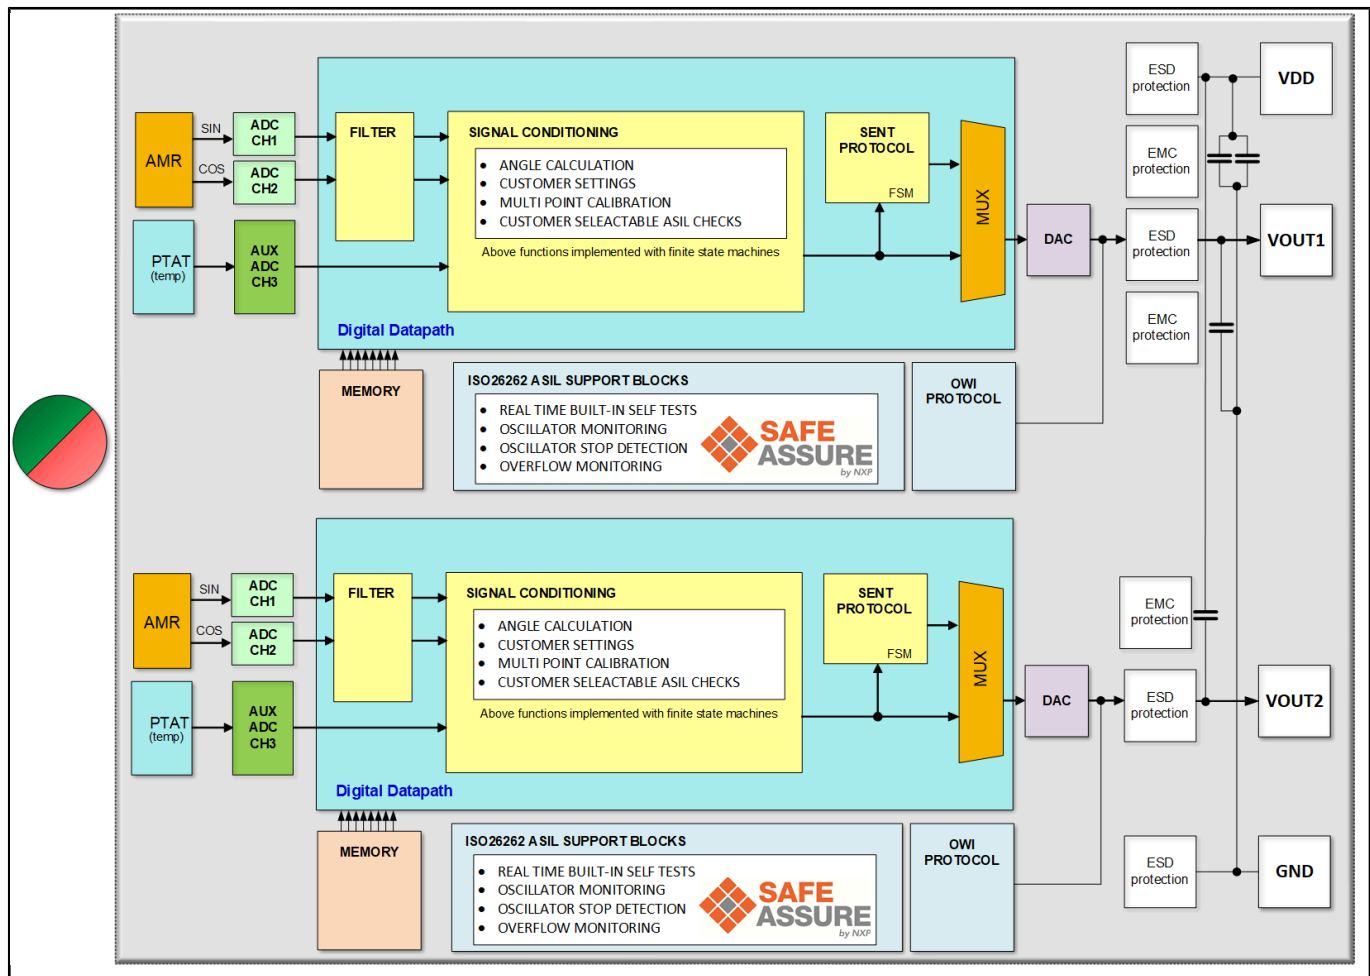 ESD
protection
VDD
AMR
SIN
COS
ADC
CH1
ADC
CH2
FILTER
SIGNAL CONDITIONING
ANGLE CALCULATION
CUSTOMER SETTINGS
MULTI POINT CALIBRATION
CUSTOMER SELEACTABLE ASIL CHECKS
Above functions implemented with finite state machines
SENT
PROTOCOL
FSM
MUX
EMC
protection
PTAT
(temp)
AUX
ADC
CH3
DAC
ESD
protection
VOUT1
EMC
protection
Digital Datapath
MEMORY
ISO26262 ASIL SUPPORT BLOCKS
REAL TIME BUILT-IN SELF TESTS
OSCILLATOR MONITORING
OSCILLATOR STOP DETECTION
OVERFLOW MONITORING
SAFE
ASSURE
by NXP
OWI
PROTOCOL
AMR
SIN
COS
ADC
CH1
ADC
CH2
FILTER
SIGNAL CONDITIONING
ANGLE CALCULATION
CUSTOMER SETTINGS
MULTI POINT CALIBRATION
CUSTOMER SELEACTABLE ASIL CHECKS
Above functions implemented with finite state machines
SENT
PROTOCOL
FSM
MUX
EMC
protection
PTAT
(temp)
AUX
ADC
CH3
DAC
ESD
protection
VOUT2
Digital Datapath
MEMORY
ISO26262 ASIL SUPPORT BLOCKS
REAL TIME BUILT-IN SELF TESTS
OSCILLATOR MONITORING
OSCILLATOR STOP DETECTION
OVERFLOW MONITORING
SAFE
ASSURE
by NXP
OWI
PROTOCOL
ESD
protection
GND